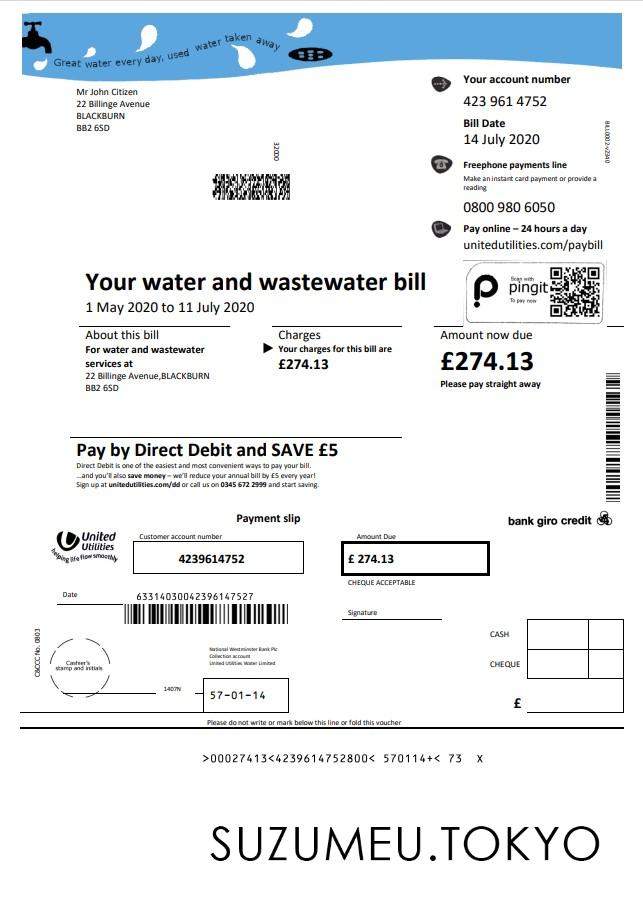 Great water every day, used water taken away
Mr John Citizen
22 Billinge Avenue
BLACKBURN
BB2 6SD
32000
Your account number
423 961 4752
Bill Date
14 July 2020
Freephone payments line
Make an instant card payment or provide a
reading
0800 980 6050
Pay online – 24 hours a day
unitedutilities.com/paybill
Scan with
pingit
To pay now
Your water and wastewater bill
1 May 2020 to 11 July 2020
About this bill
For water and wastewater
services at
22 Billinge Avenue,BLACKBURN
BB2 6SD
Charges
Your charges for this bill are
£274.13
Amount now due
£274.13
Please pay straight away
Pay by Direct Debit and SAVE £5
Direct Debit is one of the easiest and most convenient ways to pay your bill.
...and you'll also save money – we'll reduce your annual bill by £5 every year!
Sign up at unitedutilities.com/dd or call us on 0345 672 2999 and start saving.
Payment slip
bank giro credit
United
Utilities
helping life flow smoothly
Customer account number
4239614752
Amount Due
£ 274.13
CHEQUE ACCEPTABLE
Date
63314030042396147527
Signature
CASH
CHEQUE
£
C&CCC No. 0803
Cashier's
stamp and initials
National Westminster Bank Plc
Collection account
United Utilities Water Limited
1407N
57-01-14
Please do not write or mark below this line or fold this voucher
>00027413<4239614752800< 570114+< 73 X
SUZUMEU.TOKYO